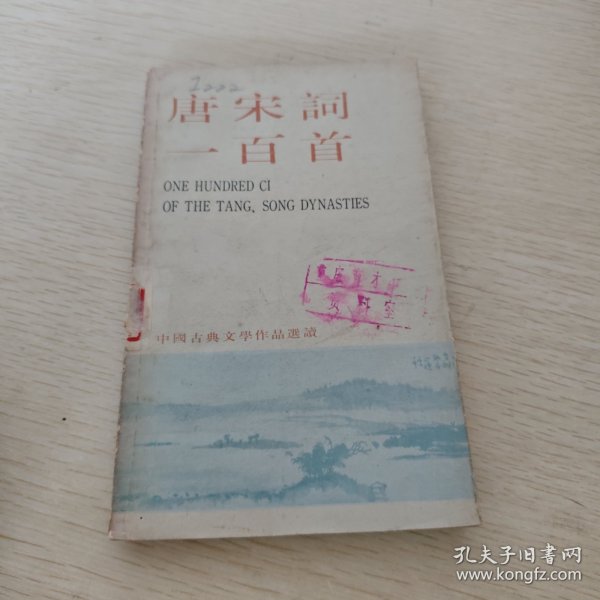 2002
唐宋詞
一百首
ONE HUNDRED CI
OF THE TANG, SONG DYNASTIES
中國古典文學作品選讀
孔夫子旧书网
www.kongfz.com